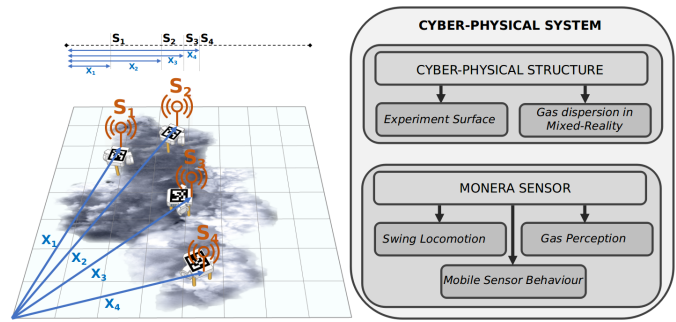 S1 S2 S3 S4
X4
X3
X2
X1
S2
S1
S3
S4
X1
X2
X3
X4
CYBER-PHYSICAL SYSTEM
CYBER-PHYSICAL STRUCTURE
Experiment Surface
Gas dispersion in
Mixed-Reality
MONERA SENSOR
Swing Locomotion
Gas Perception
Mobile Sensor Behaviour